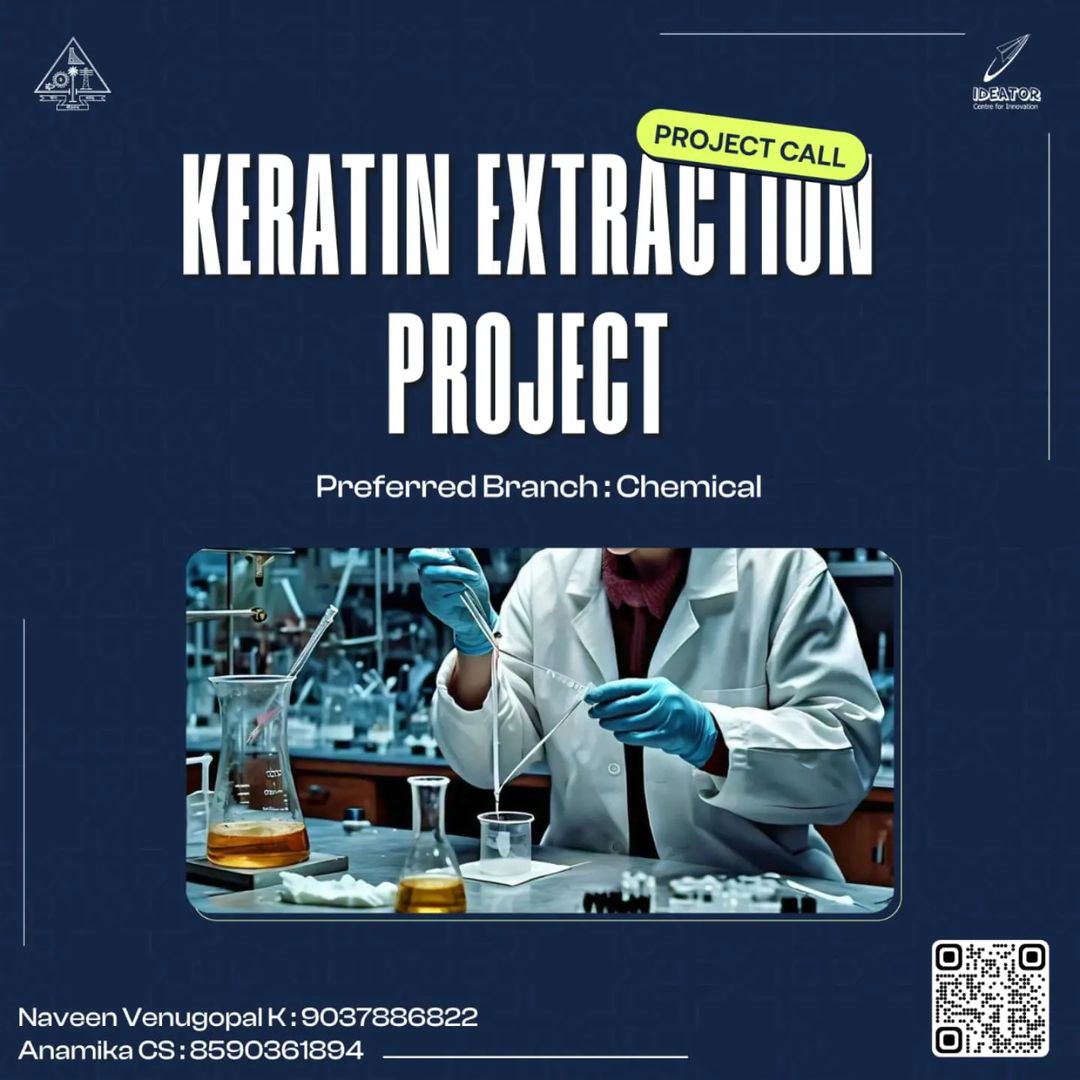 IDEATOR
Centre for Innovation
PROJECT CALL
KERATIN EXTRACTION
PROJECT
Preferred Branch : Chemical
Naveen Venugopal K : 9037886822
Anamika CS : 8590361894